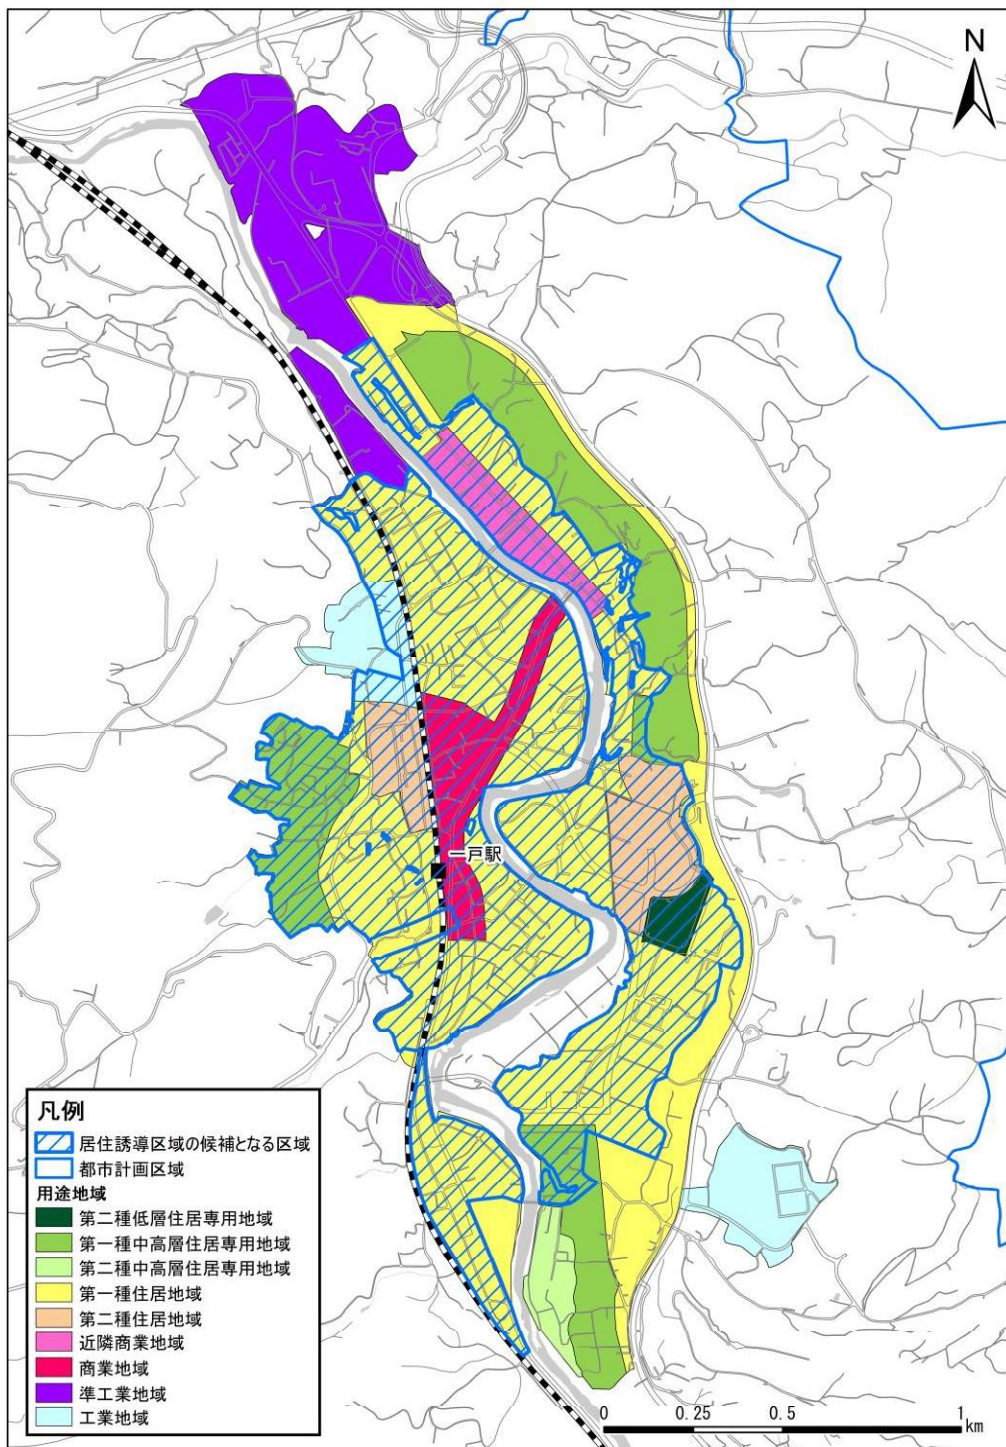 N
一戸駅
凡例
居住誘導区域の候補となる区域
都市計画区域
用途地域
第二種低層住居専用地域
第一種中高層住居専用地域
第二種中高層住居専用地域
第一種住居地域
第二種住居地域
近隣商業地域
商業地域
準工業地域
工業地域
0 0.25 0.5 1
km